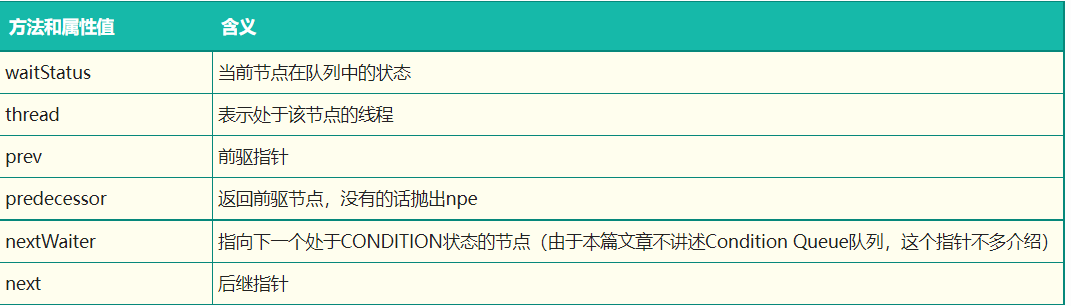 方法和属性值 含义
waitStatus 当前节点在队列中的状态
thread 表示处于该节点的线程
prev 前驱指针
predecessor 返回前驱节点，没有的话抛出npe
nextWaiter 指向下一个处于CONDITION状态的节点（由于本篇文章不讲述Condition Queue队列，这个指针不多介绍）
next 后继指针